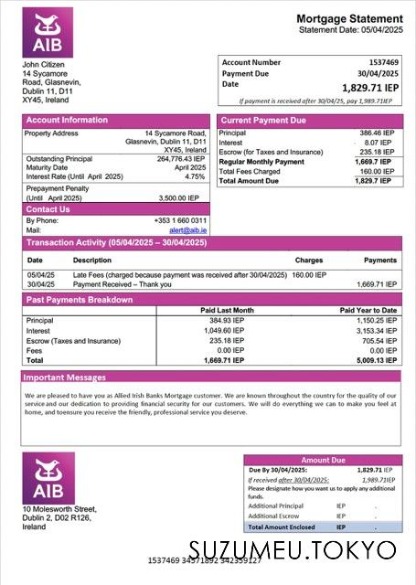 AIB
Mortgage Statement
Statement Date: 05/04/2025
John Citizen
14 Sycamore
Road, Glasnevin,
Dublin 11, D11
XY45, Ireland
Account Number 1537469
Payment Due 30/04/2025
Date
1,829.71 IEP
If payment is received after 30/04/25, pay 1,989.71IEP
Account Information
Property Address 14 Sycamore Road,
Glasnevin, Dublin 11, D11
XY45, Ireland
Outstanding Principal 264,776.43 IEP
Maturity Date April 2025
Interest Rate (Until April 2025) 4.75%
Prepayment Penalty
(Until April 2025) 3,500.00 IEP
Contact Us
By Phone: +353 1 660 0311
Mail: alert@aib.ie
Current Payment Due
Principal 386.46 IEP
Interest 8.07 IEP
Escrow (for Taxes and Insurance) 235.18 IEP
Regular Monthly Payment 1,669.7 IEP
Total Fees Charged 160.00 IEP
Total Amount Due 1,829.7 IEP
Transaction Activity (05/04/2025 – 30/04/2025)
Date Description Charges Payments
05/04/25 Late Fees (charged because payment was received after 30/04/2025) 160.00 IEP
30/04/25 Payment Received – Thank you 1,669.71 IEP
Past Payments Breakdown
Paid Last Month Paid Year to Date
Principal 384.93 IEP 1,150.25 IEP
Interest 1,049.60 IEP 3,153.34 IEP
Escrow (Taxes and Insurance) 235.18 IEP 705.54 IEP
Fees 0.00 IEP 0.00 IEP
Total 1,669.71 IEP 5,009.13 IEP
Important Messages
We are pleased to have you as Allied Irish Banks Mortgage customer. We are known throughout the country for the quality of our
service and our dedication to providing financial security for our customers. We will do everything we can to make you feel at
home, and toensure you receive the friendly, professional service you deserve.
AIB
10 Molesworth Street,
Dublin 2, D02 R126,
Ireland
Amount Due
Due By 30/04/2025: 1,829.71 IEP
If received after 30/04/25: 1,989.71IEP
Please designate how you want us to apply any additional
funds.
Additional Principal IEP .
Additional Escrow IEP .
Total Amount Enclosed IEP .
SUZUMEU.TOKYO
1537469 34571892 342359127